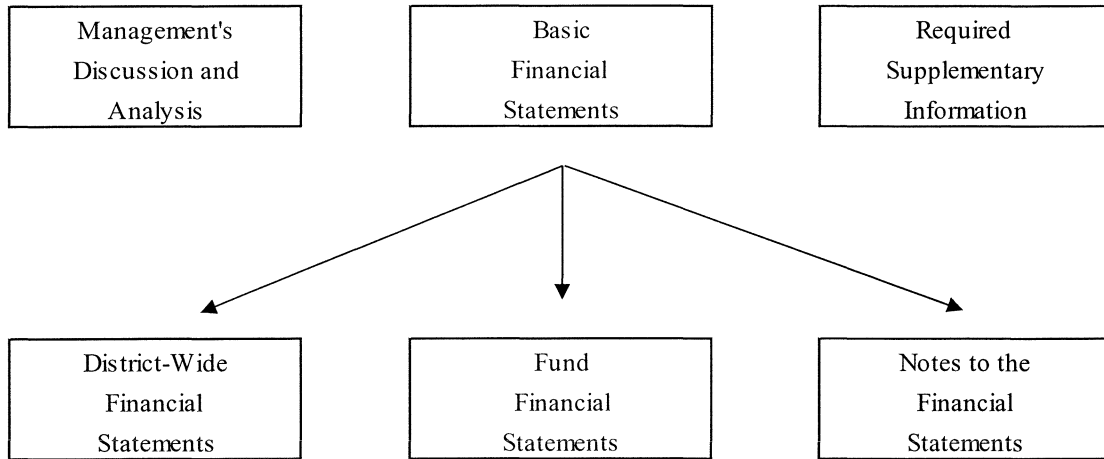 Management's
Discussion and
Analysis
Basic
Financial
Statements
Required
Supplementary
Information
District-Wide
Financial
Statements
Fund
Financial
Statements
Notes to the
Financial
Statements